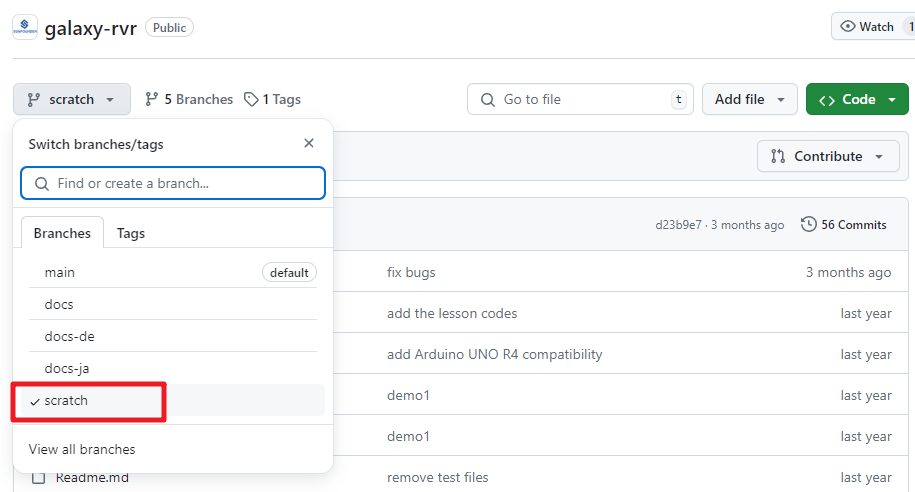 SUNFOUNDER
galaxy-rvr Public
Watch 1
scratch 5 Branches 1 Tags
Go to file t
Add file
Code
Switch branches/tags
Contribute
Find or create a branch...
Branches Tags
d23b9e7 · 3 months ago 56 Commits
main default
fix bugs 3 months ago
docs
add the lesson codes last year
docs-de
add Arduino UNO R4 compatibility last year
docs-ja
scratch
demo1 last year
demo1 last year
View all branches
Readme.md remove test files last year